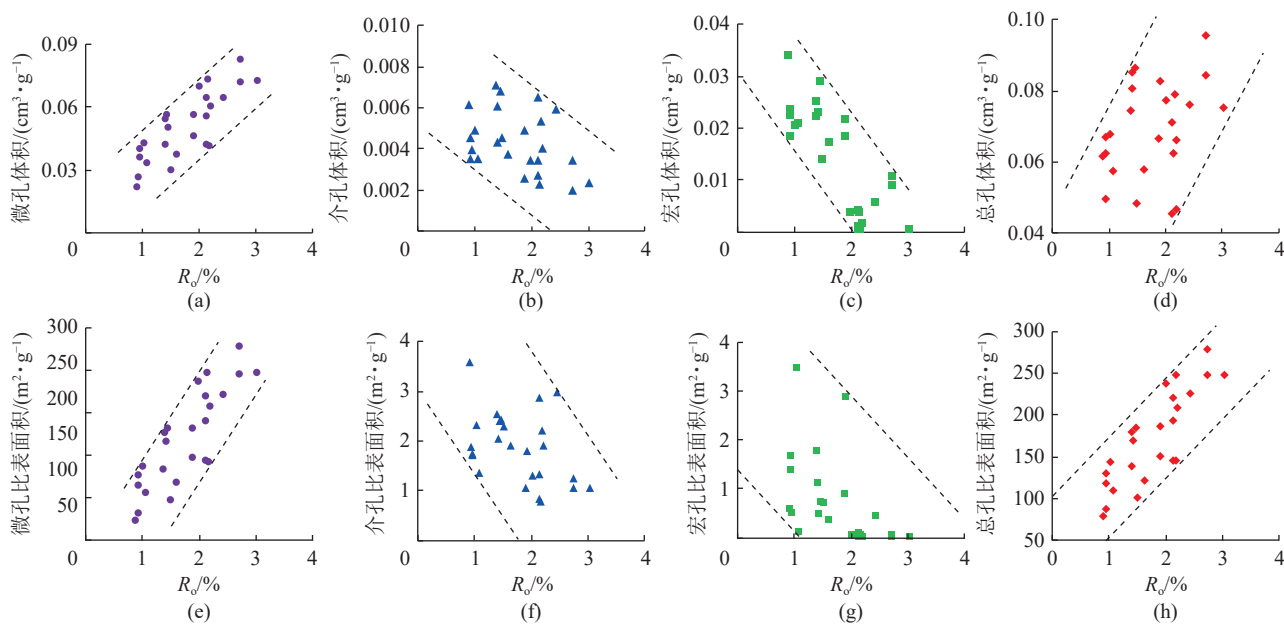 微孔体积/(cm³·g⁻¹)
0.09
0.06
0.03
0 1 2 3 4
Rₒ/%
(a)
介孔体积/(cm³·g⁻¹)
0.010
0.008
0.006
0.004
0.002
0 1 2 3 4
Rₒ/%
(b)
宏孔体积/(cm³·g⁻¹)
0.04
0.03
0.02
0.01
0 1 2 3 4
Rₒ/%
(c)
总孔体积/(cm³·g⁻¹)
0.10
0.08
0.06
0.04
0 1 2 3 4
Rₒ/%
(d)
微孔比表面积/(m²·g⁻¹)
300
250
200
150
100
50
0 1 2 3 4
Rₒ/%
(e)
介孔比表面积/(m²·g⁻¹)
4
3
2
1
0 1 2 3 4
Rₒ/%
(f)
宏孔比表面积/(m²·g⁻¹)
4
3
2
1
0 1 2 3 4
Rₒ/%
(g)
总孔比表面积/(m²·g⁻¹)
300
250
200
150
100
50
0 1 2 3 4
Rₒ/%
(h)